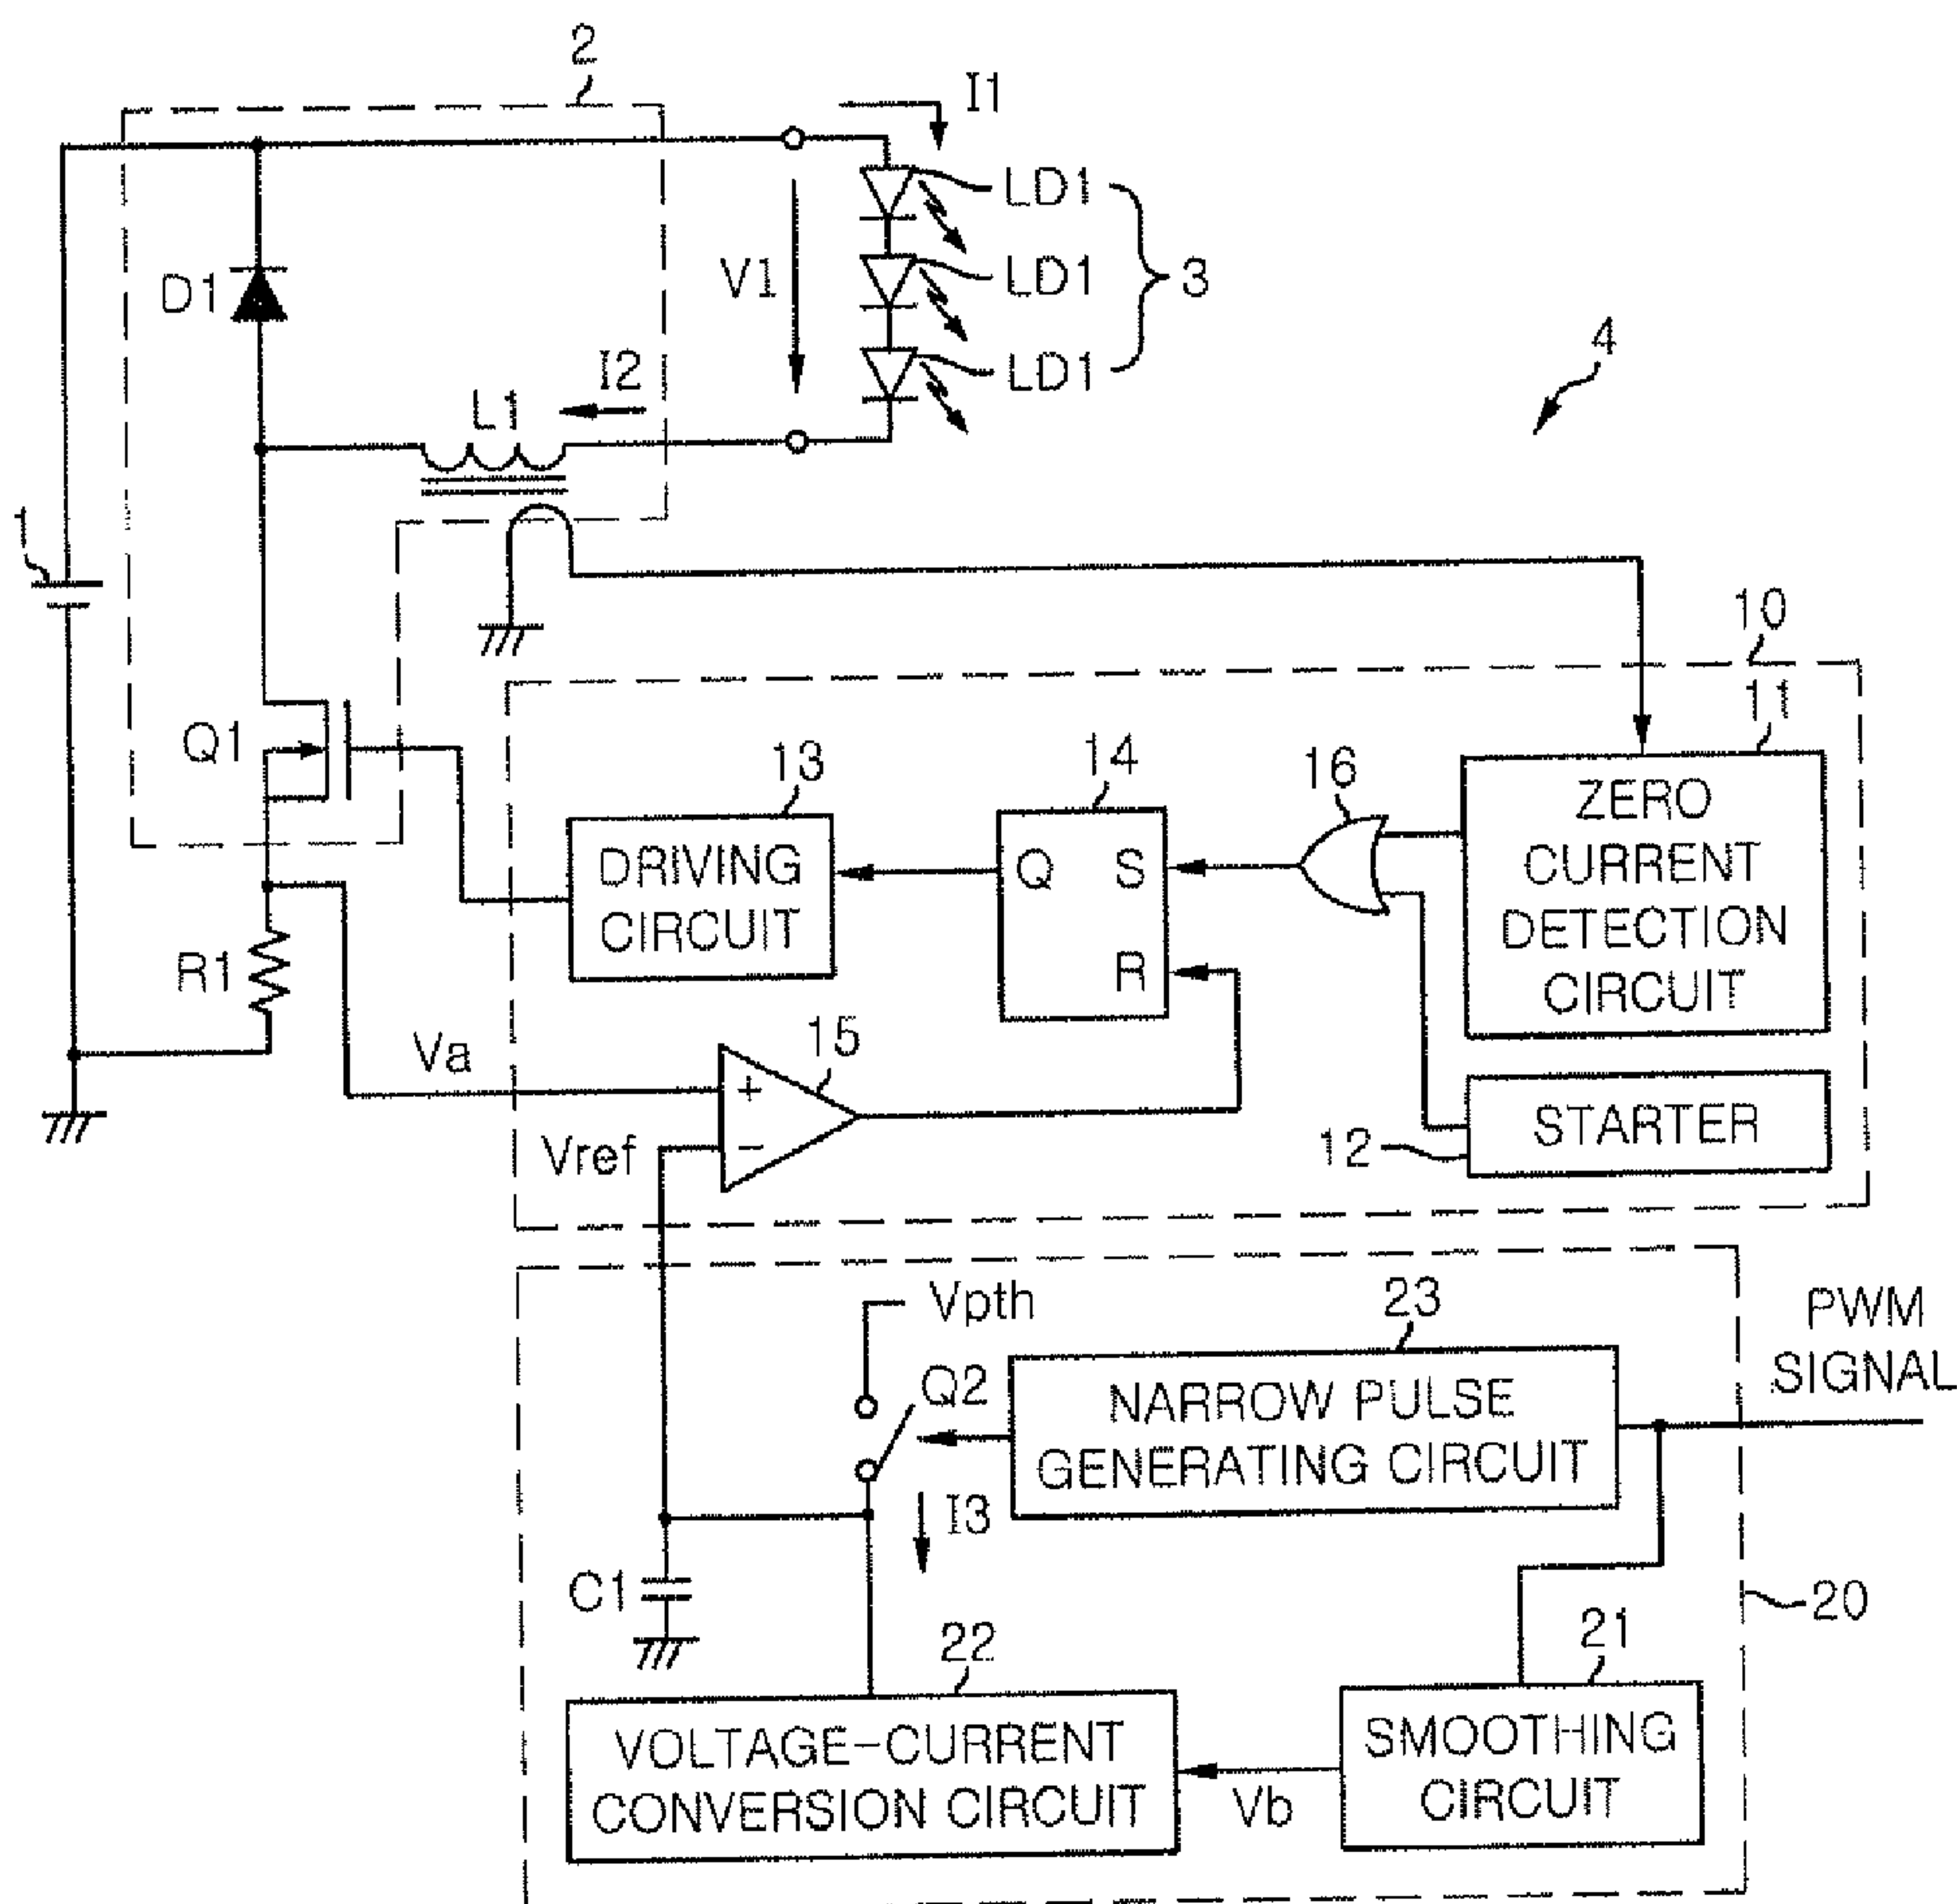 2
I1
LD1
D1
V1
LD1
3
4
I2
LD1
L1
1
10
11
Q1
13
14
16
ZERO
CURRENT
DETECTION
CIRCUIT
DRIVING
CIRCUIT
Q
S
R
R1
Va
15
+
−
STARTER
12
Vref
Vpth
23
PWM
SIGNAL
Q2
NARROW PULSE
GENERATING CIRCUIT
I3
C1
20
22
21
VOLTAGE-CURRENT
CONVERSION CIRCUIT
SMOOTHING
CIRCUIT
Vb